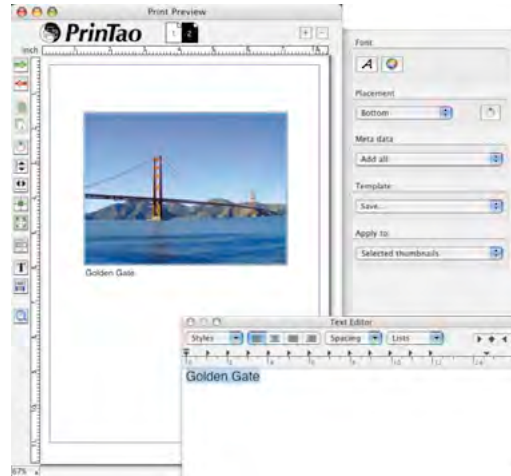 Print Preview
PrinTao
1 2
inch
Font
A
Placement
Bottom
Meta data
Add all
Template
Save...
Apply to
Selected thumbnails
Golden Gate
Text Editor
Styles
Spacing
Lists
Golden Gate
67%